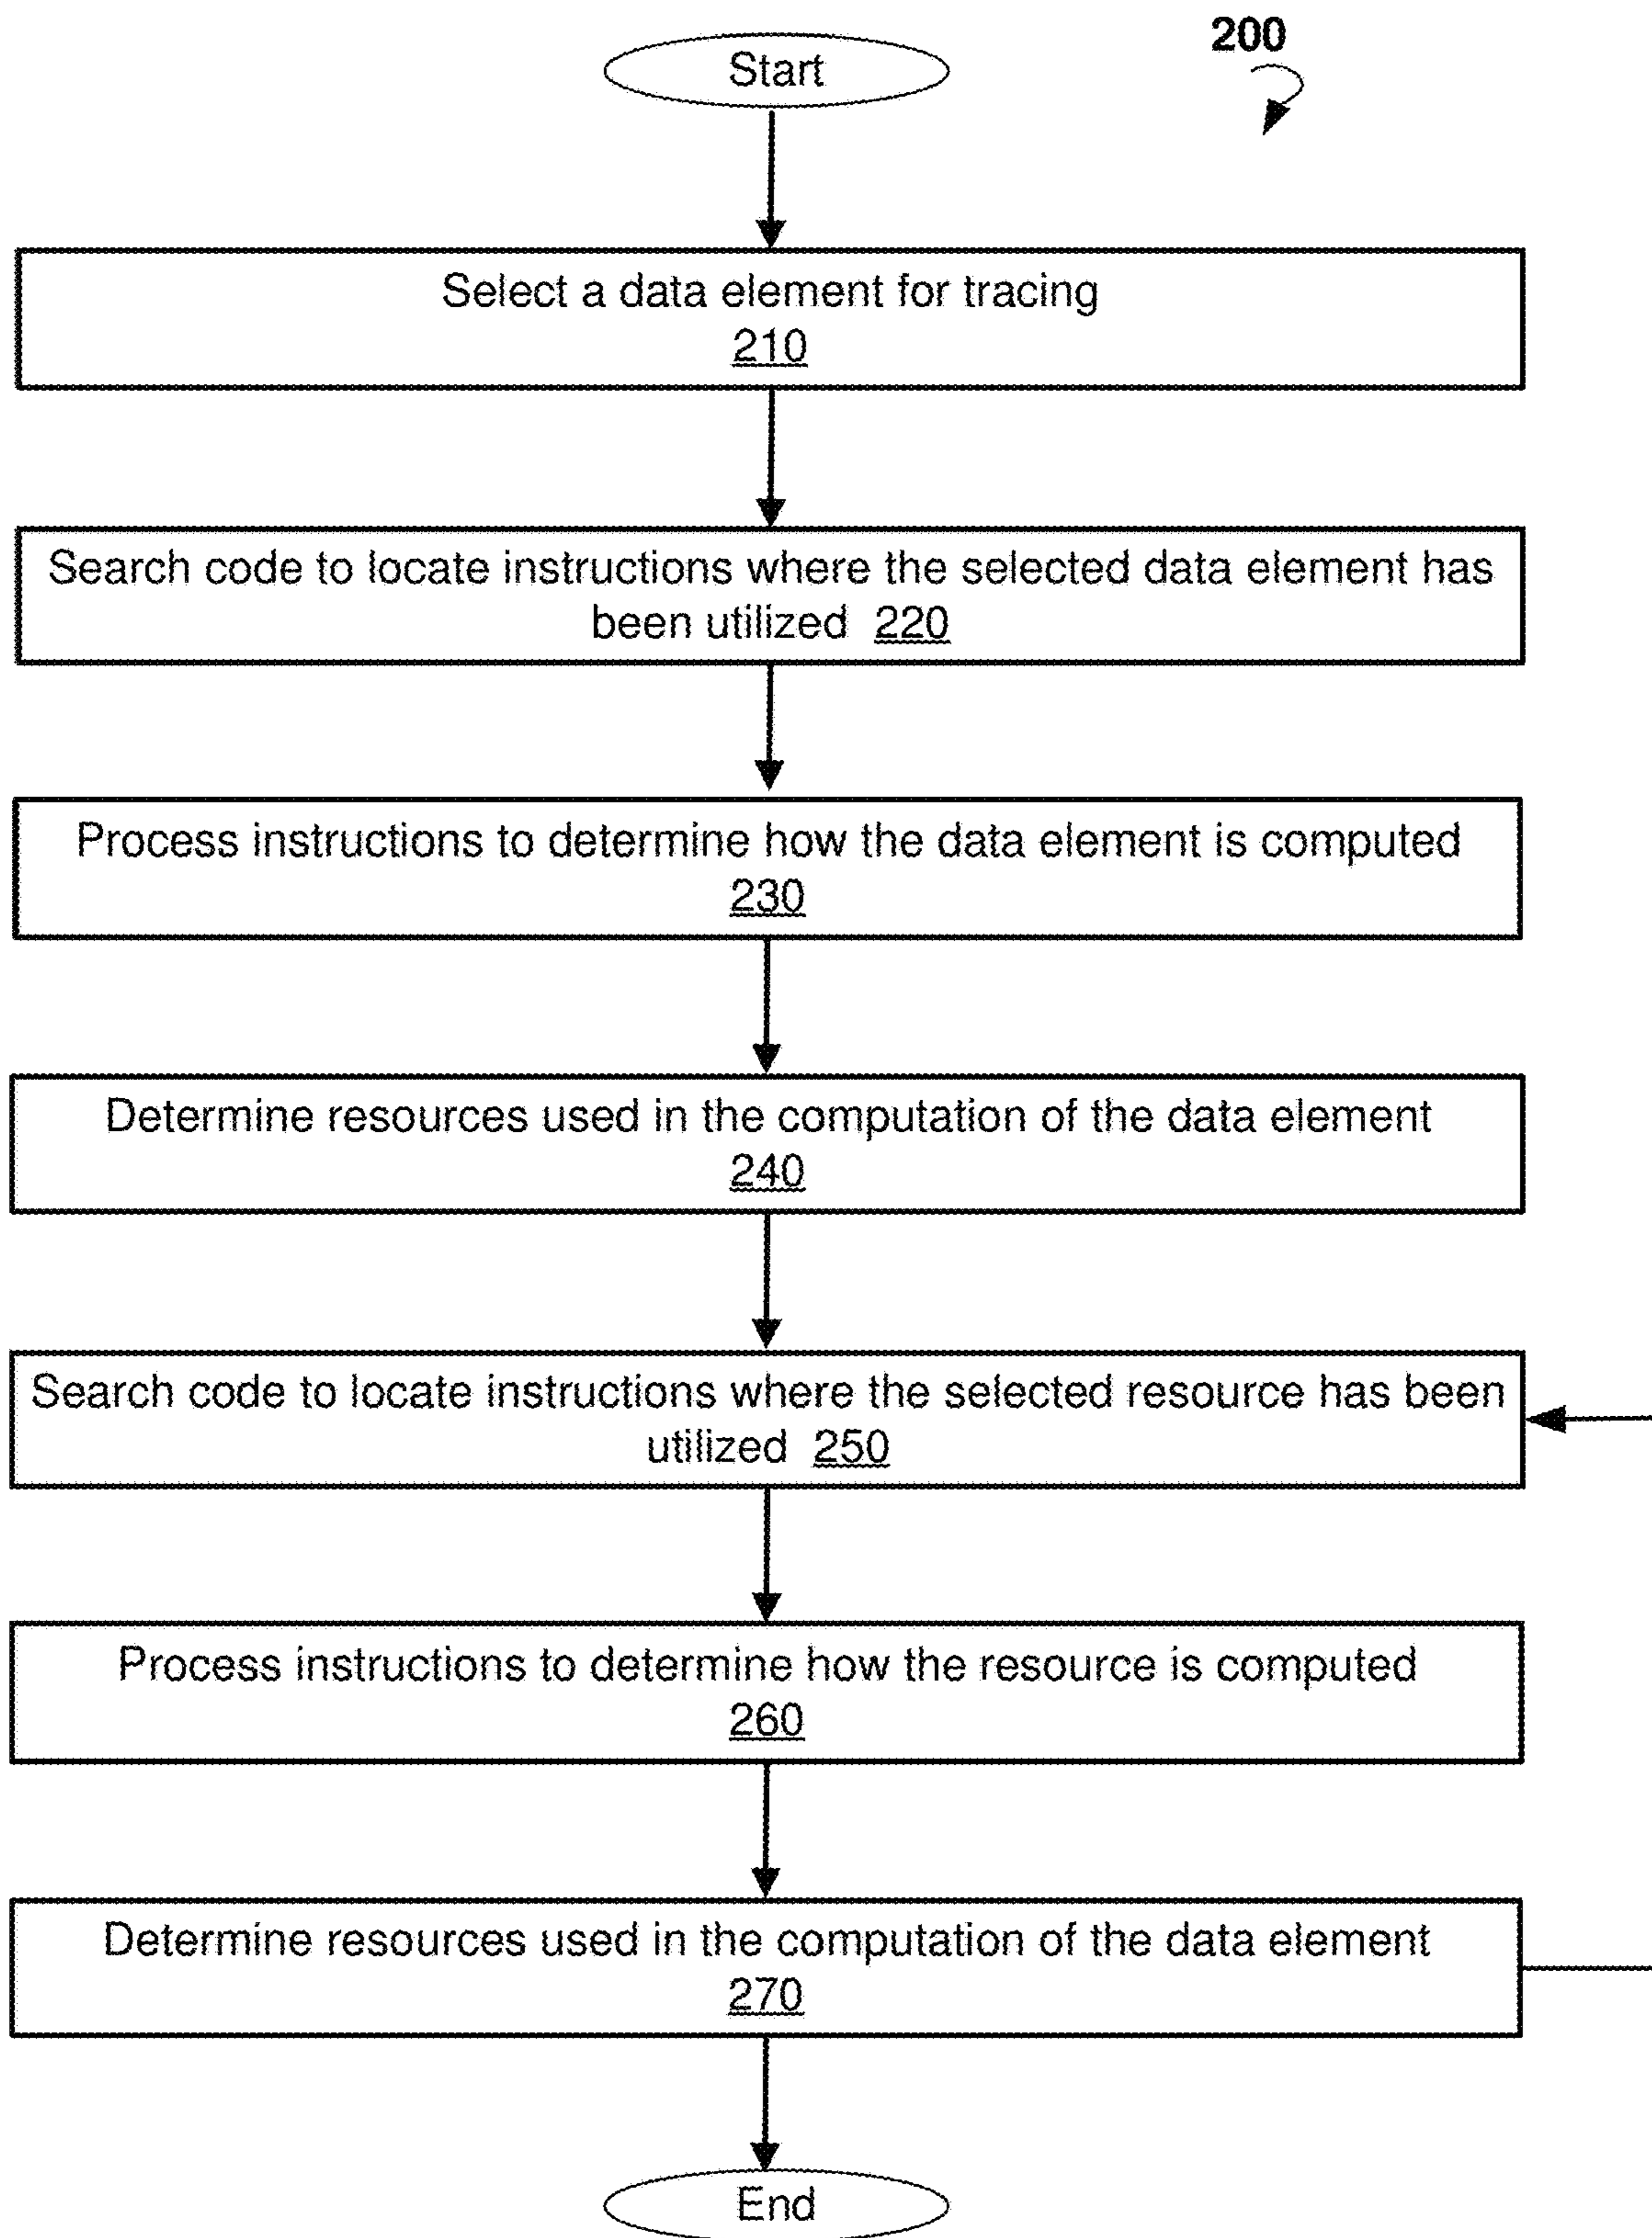 200
Start
Select a data element for tracing
210
Search code to locate instructions where the selected data element has
been utilized 220
Process instructions to determine how the data element is computed
230
Determine resources used in the computation of the data element
240
Search code to locate instructions where the selected resource has been
utilized 250
Process instructions to determine how the resource is computed
260
Determine resources used in the computation of the data element
270
End